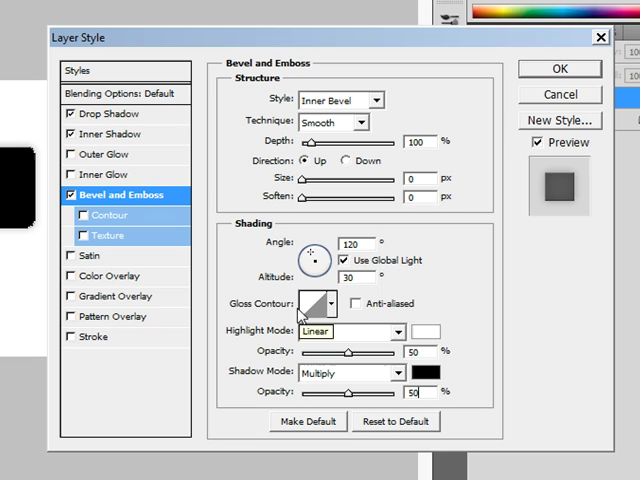 Layer Style
Styles
Blending Options: Default
Drop Shadow
Inner Shadow
Outer Glow
Inner Glow
Bevel and Emboss
Contour
Texture
Satin
Color Overlay
Gradient Overlay
Pattern Overlay
Stroke
Bevel and Emboss
Structure
Style: Inner Bevel
Technique: Smooth
Depth: 100 %
Direction: Up Down
Size: 0 px
Soften: 0 px
Shading
Angle: 120 °
Use Global Light
Altitude: 30 °
Gloss Contour: Anti-aliased
Highlight Mode: Linear
Opacity: 50 %
Shadow Mode: Multiply
Opacity: 50 %
Make Default Reset to Default
OK
Cancel
New Style...
Preview